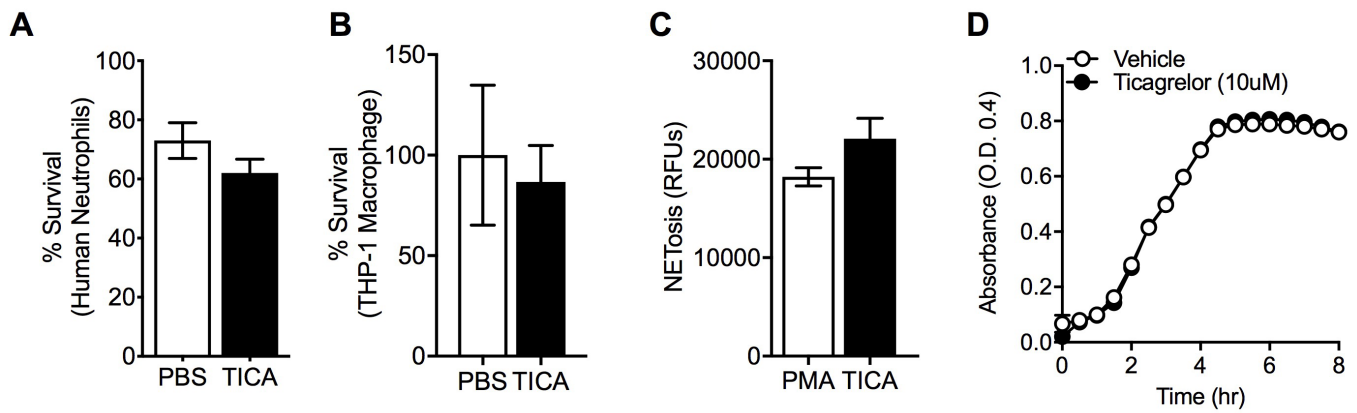 A
% Survival
(Human Neutrophils)
100
80
60
40
20
0
PBS TICA
B
% Survival
(THP-1 Macrophage)
150
100
50
0
PBS TICA
C
NETosis (RFUs)
30000
20000
10000
0
PMA TICA
D
Vehicle
Ticagrelor (10uM)
Absorbance (O.D. 0.4)
1.0
0.8
0.6
0.4
0.2
0.0
0 2 4 6 8
Time (hr)